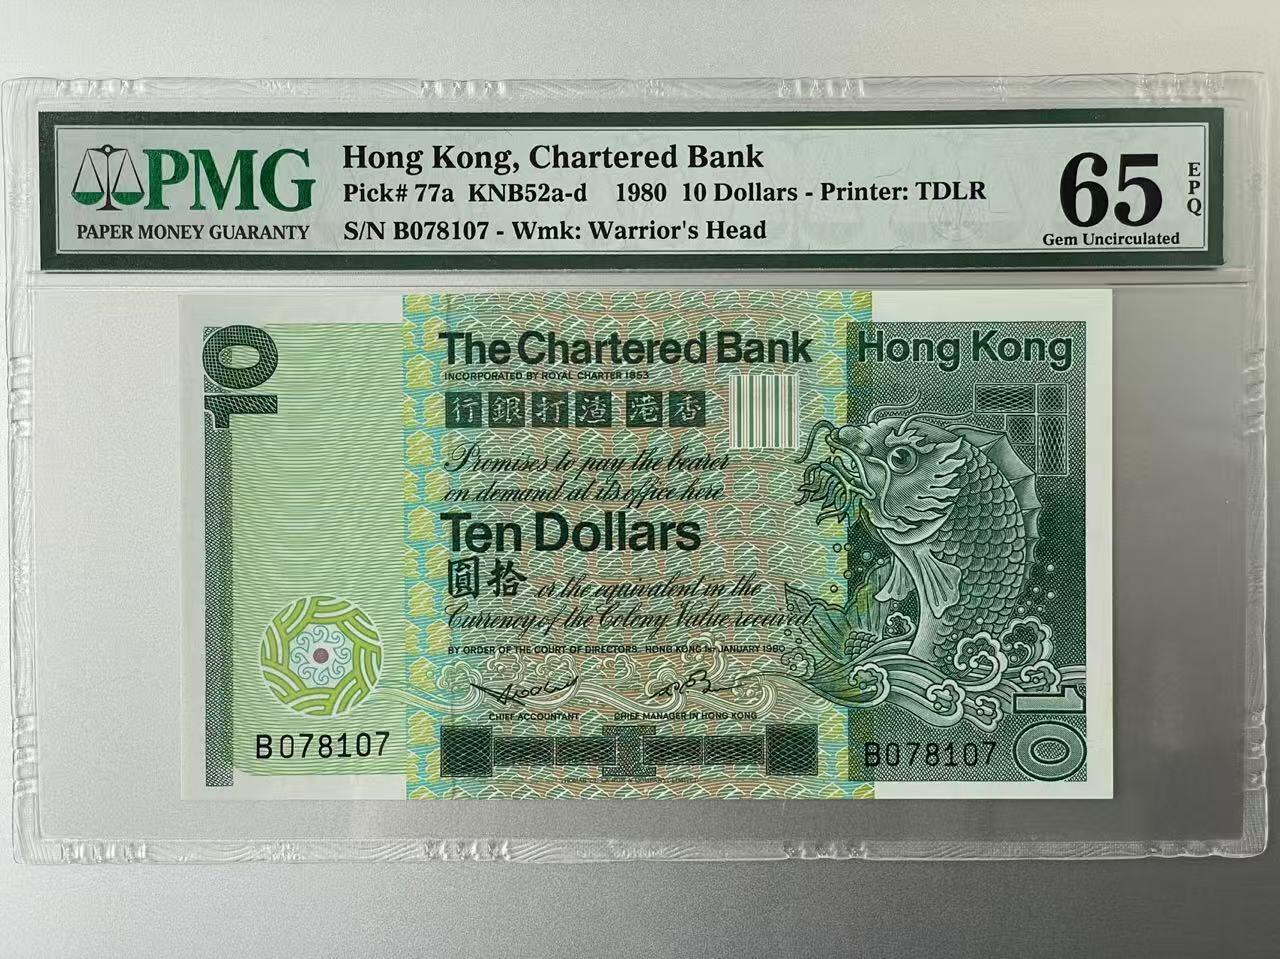 PMG
PAPER MONEY GUARANTY
Hong Kong, Chartered Bank
Pick# 77a KNB52a-d 1980 10 Dollars - Printer: TDLR
S/N B078107 - Wmk: Warrior's Head
65
EPQ
Gem Uncirculated
10
The Chartered Bank
Hong Kong
INCORPORATED BY ROYAL CHARTER 1853
行銀打渣港香
Promises to pay the bearer
on demand at its office here
Ten Dollars
圓拾 or the equivalent in the
Currency of the Colony Value received
BY ORDER OF THE COURT OF DIRECTORS, HONG KONG 1ST JANUARY 1980
CHIEF ACCOUNTANT
CHIEF MANAGER IN HONG KONG
B078107
B078107
10